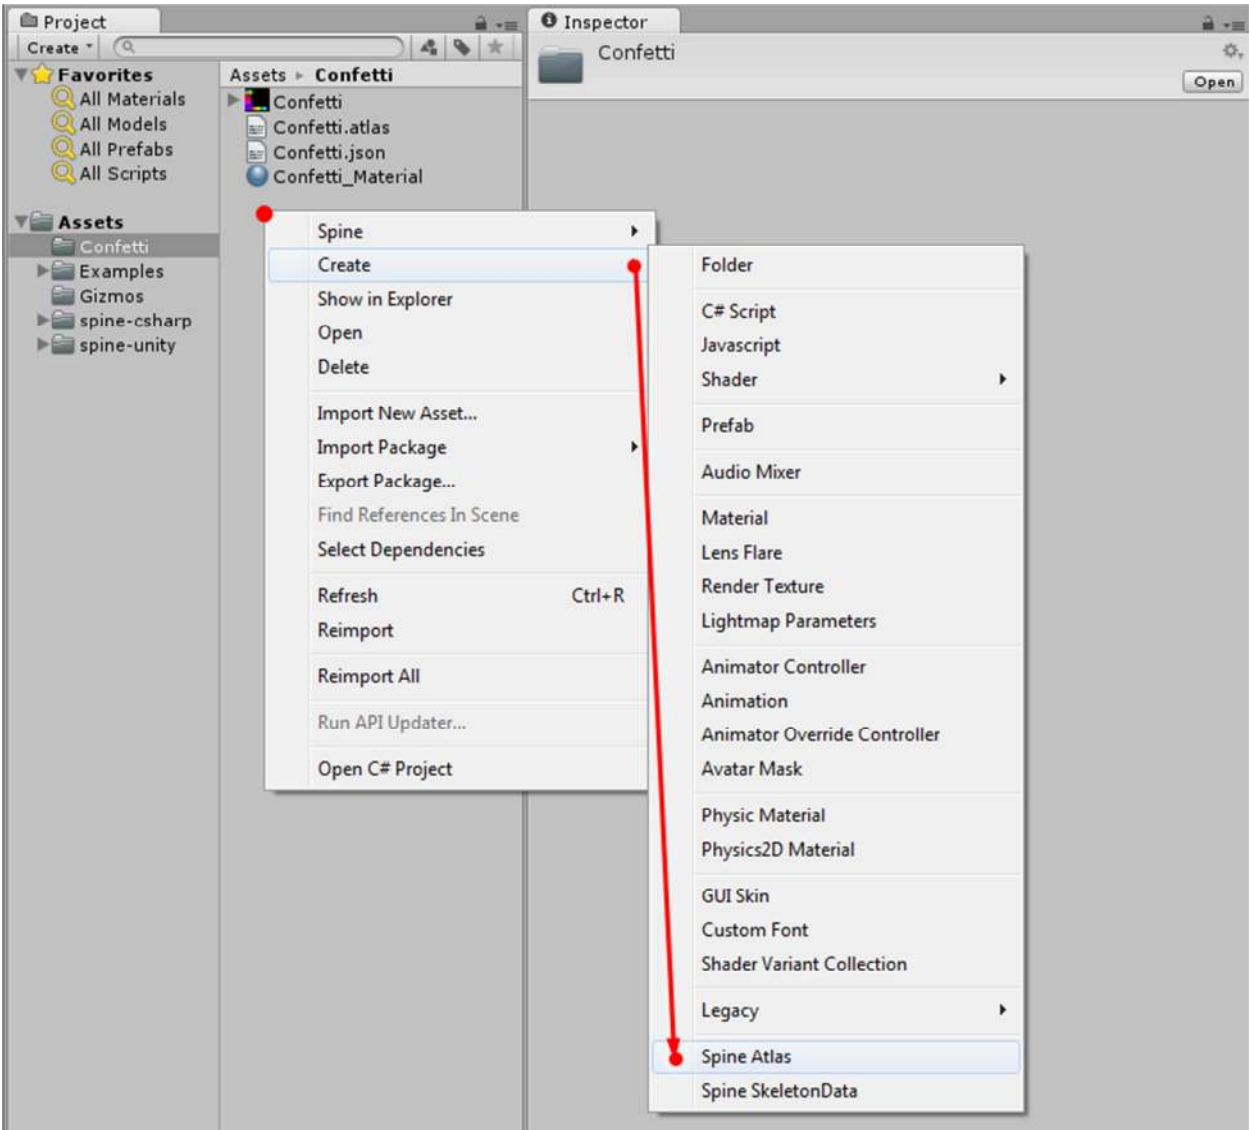 Project
Create
Favorites
All Materials
All Models
All Prefabs
All Scripts
Assets
Confetti
Examples
Gizmos
spine-csharp
spine-unity
Assets ▸ Confetti
Confetti
Confetti.atlas
Confetti.json
Confetti_Material
Inspector
Confetti
Open
Spine
Create
Show in Explorer
Open
Delete
Import New Asset...
Import Package
Export Package...
Find References In Scene
Select Dependencies
Refresh Ctrl+R
Reimport
Reimport All
Run API Updater...
Open C# Project
Folder
C# Script
Javascript
Shader
Prefab
Audio Mixer
Material
Lens Flare
Render Texture
Lightmap Parameters
Animator Controller
Animation
Animator Override Controller
Avatar Mask
Physic Material
Physics2D Material
GUI Skin
Custom Font
Shader Variant Collection
Legacy
Spine Atlas
Spine SkeletonData